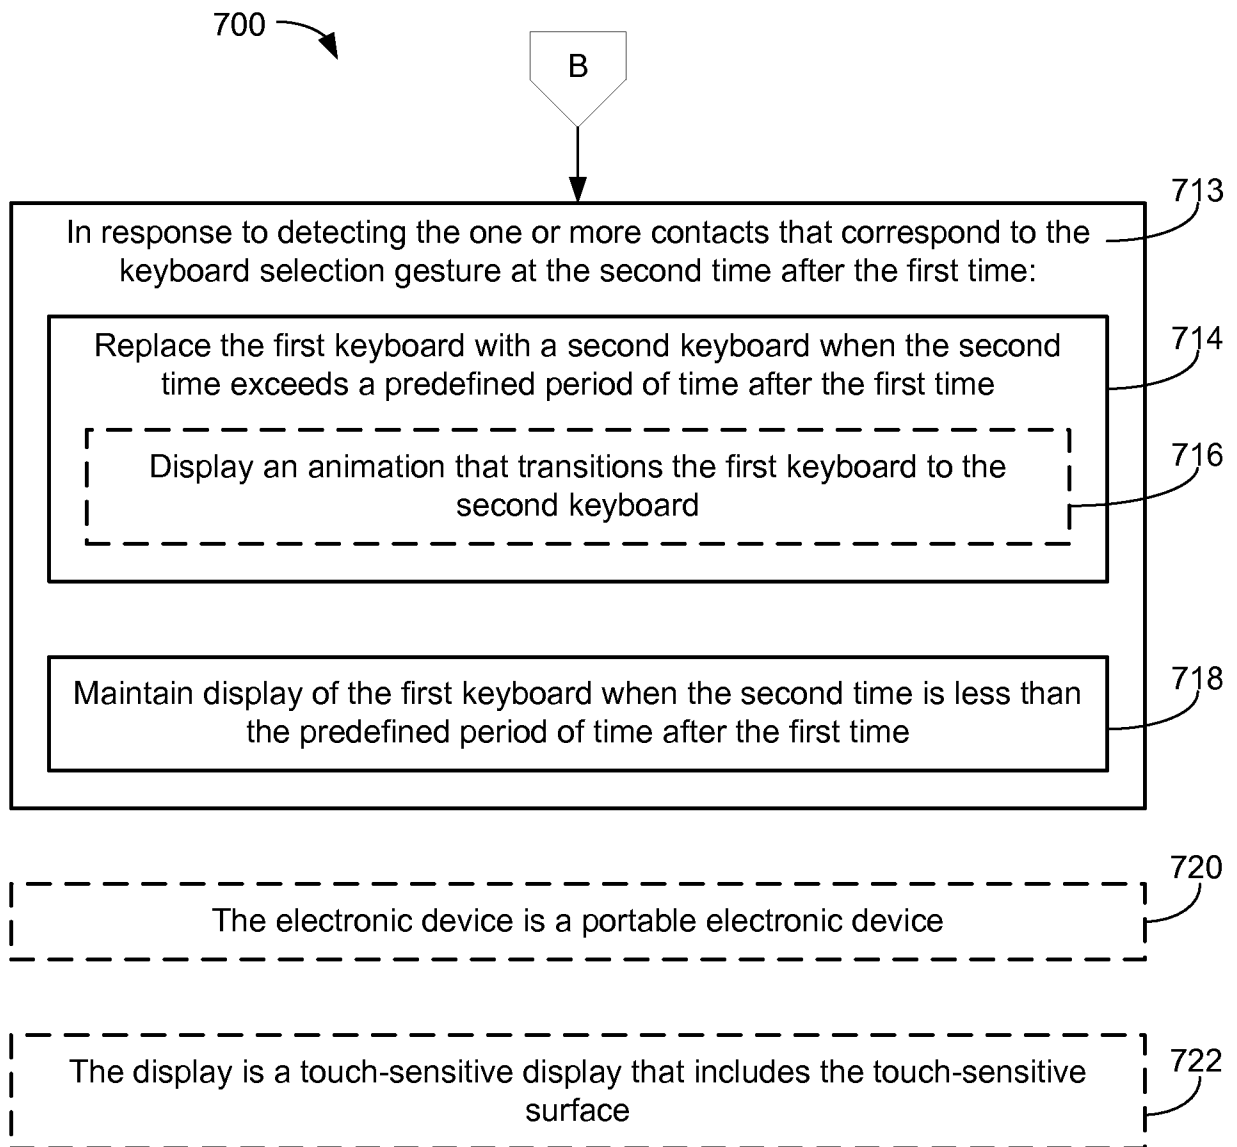 700
B
713
In response to detecting the one or more contacts that correspond to the
keyboard selection gesture at the second time after the first time:
714
Replace the first keyboard with a second keyboard when the second
time exceeds a predefined period of time after the first time
716
Display an animation that transitions the first keyboard to the
second keyboard
718
Maintain display of the first keyboard when the second time is less than
the predefined period of time after the first time
720
The electronic device is a portable electronic device
722
The display is a touch-sensitive display that includes the touch-sensitive
surface